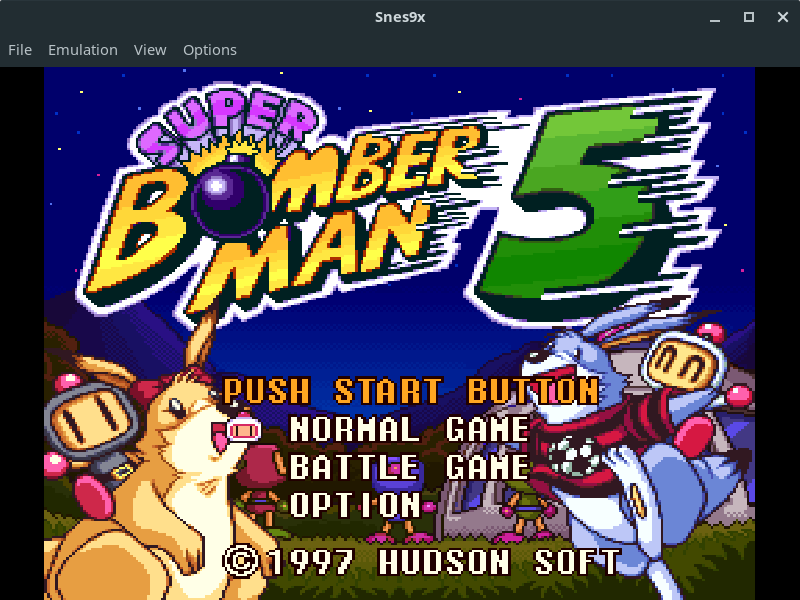 Snes9x
File Emulation View Options
SUPER
BOMBER
MAN 5
PUSH START BUTTON
NORMAL GAME
BATTLE GAME
OPTION
©1997 HUDSON SOFT